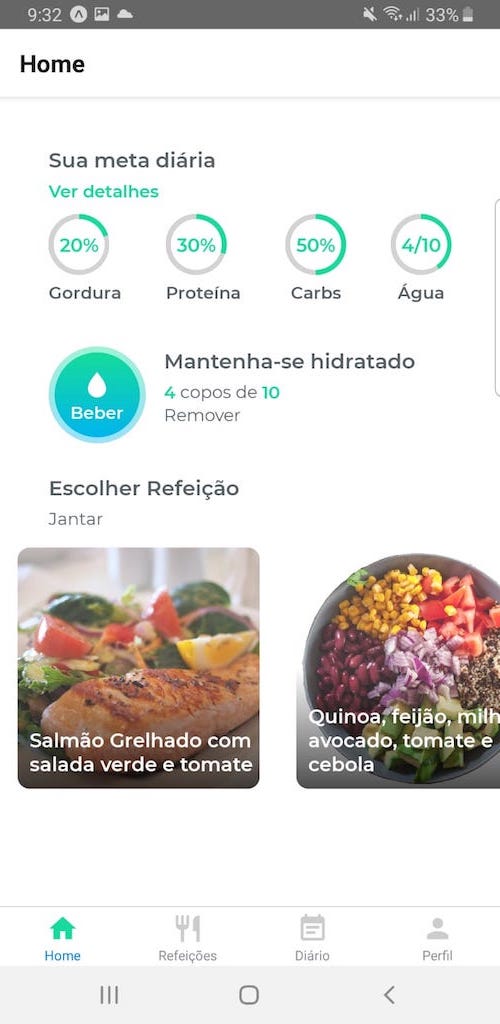 9:32
33%
Home
Sua meta diária
Ver detalhes
20%
30%
50%
4/10
Gordura
Proteína
Carbs
Água
Beber
Mantenha-se hidratado
4 copos de 10
Remover
Escolher Refeição
Jantar
Salmão Grelhado com
salada verde e tomate
Quinoa, feijão,
avocado, tomate e
cebola
Home
Refeições
Diário
Perfil